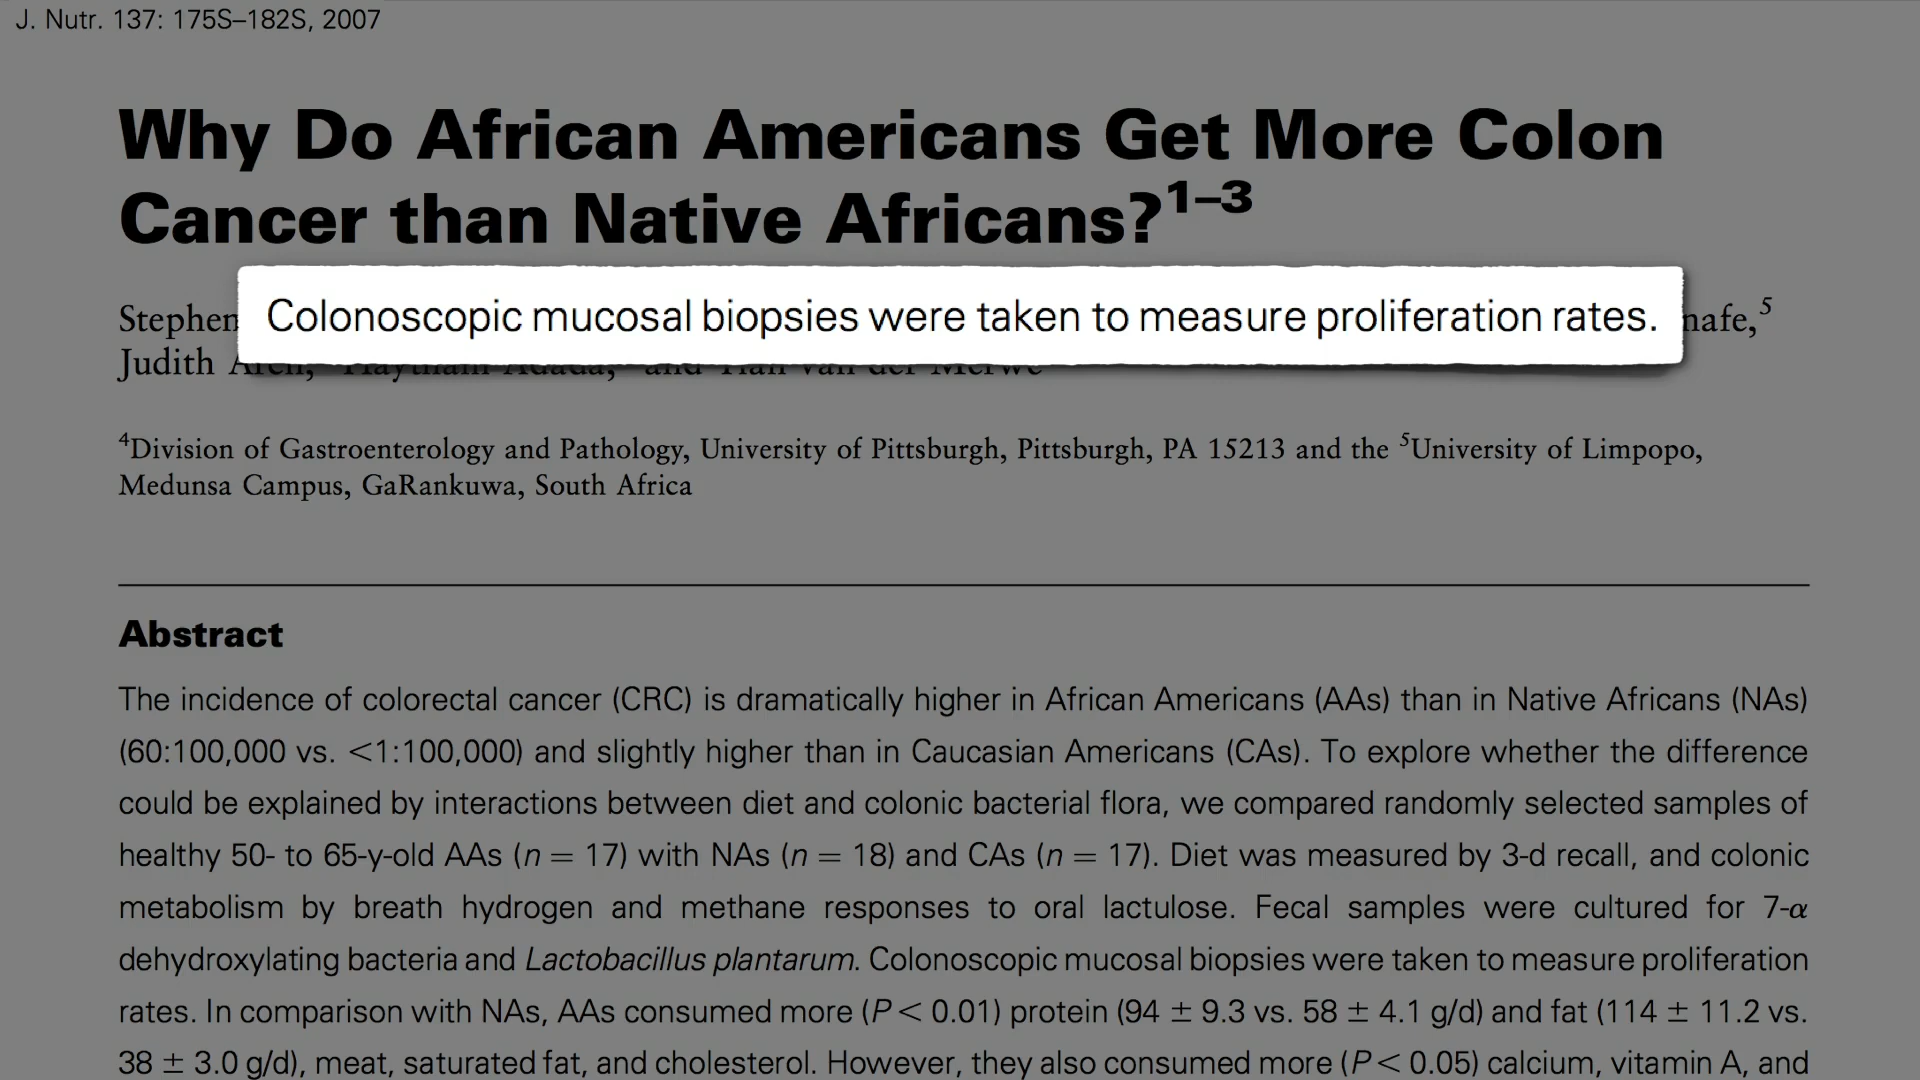 J. Nutr. 137: 175S–182S, 2007
Why Do African Americans Get More Colon
Cancer than Native Africans?1–3
Colonoscopic mucosal biopsies were taken to measure proliferation rates.
Stephen nafe,5
Judith
4Division of Gastroenterology and Pathology, University of Pittsburgh, Pittsburgh, PA 15213 and the 5University of Limpopo,
Medunsa Campus, GaRankuwa, South Africa
Abstract
The incidence of colorectal cancer (CRC) is dramatically higher in African Americans (AAs) than in Native Africans (NAs)
(60:100,000 vs. <1:100,000) and slightly higher than in Caucasian Americans (CAs). To explore whether the difference
could be explained by interactions between diet and colonic bacterial flora, we compared randomly selected samples of
healthy 50- to 65-y-old AAs (n = 17) with NAs (n = 18) and CAs (n = 17). Diet was measured by 3-d recall, and colonic
metabolism by breath hydrogen and methane responses to oral lactulose. Fecal samples were cultured for 7-α
dehydroxylating bacteria and Lactobacillus plantarum. Colonoscopic mucosal biopsies were taken to measure proliferation
rates. In comparison with NAs, AAs consumed more (P < 0.01) protein (94 ± 9.3 vs. 58 ± 4.1 g/d) and fat (114 ± 11.2 vs.
38 ± 3.0 g/d), meat, saturated fat, and cholesterol. However, they also consumed more (P < 0.05) calcium, vitamin A, and